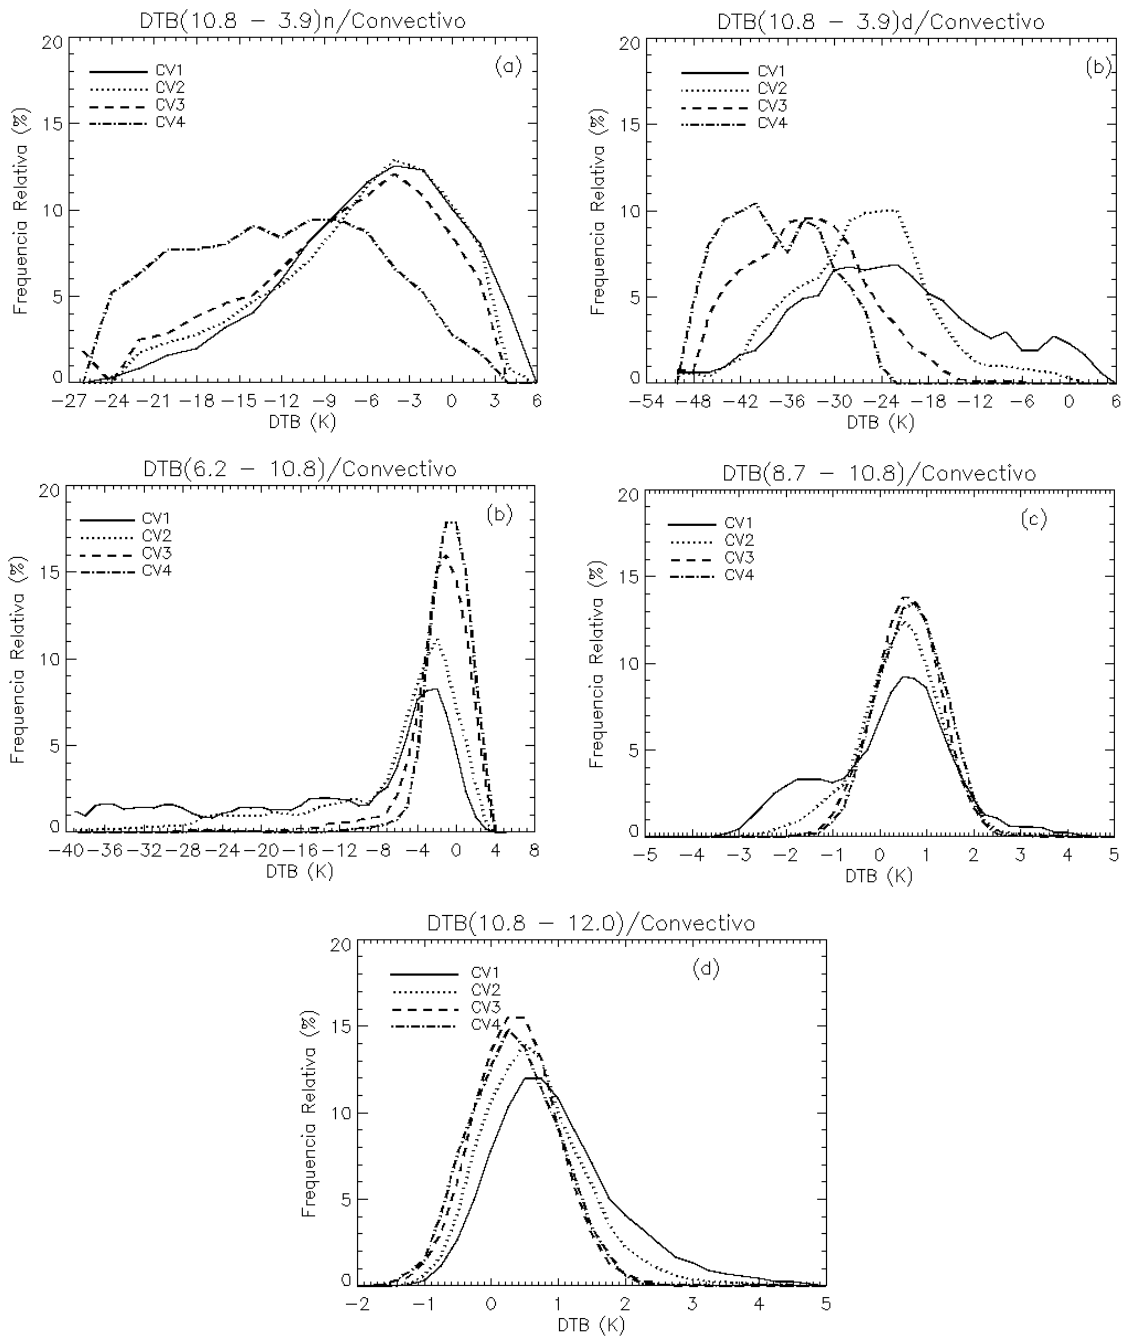 DTB(10.8 − 3.9)n/Convectivo
20
15
10
5
0
Frequencia Relativa (%)
CV1
CV2
CV3
CV4
(a)
−27 −24 −21 −18 −15 −12 −9 −6 −3 0 3 6
DTB (K)
DTB(10.8 − 3.9)d/Convectivo
20
15
10
5
0
Frequencia Relativa (%)
CV1
CV2
CV3
CV4
(b)
−54 −48 −42 −36 −30 −24 −18 −12 −6 0 6
DTB (K)
DTB(6.2 − 10.8)/Convectivo
20
15
10
5
0
Frequencia Relativa (%)
CV1
CV2
CV3
CV4
(b)
−40 −36 −32 −28 −24 −20 −16 −12 −8 −4 0 4 8
DTB (K)
DTB(8.7 − 10.8)/Convectivo
20
15
10
5
0
Frequencia Relativa (%)
CV1
CV2
CV3
CV4
(c)
−5 −4 −3 −2 −1 0 1 2 3 4 5
DTB (K)
DTB(10.8 − 12.0)/Convectivo
20
15
10
5
0
Frequencia Relativa (%)
CV1
CV2
CV3
CV4
(d)
−2 −1 0 1 2 3 4 5
DTB (K)